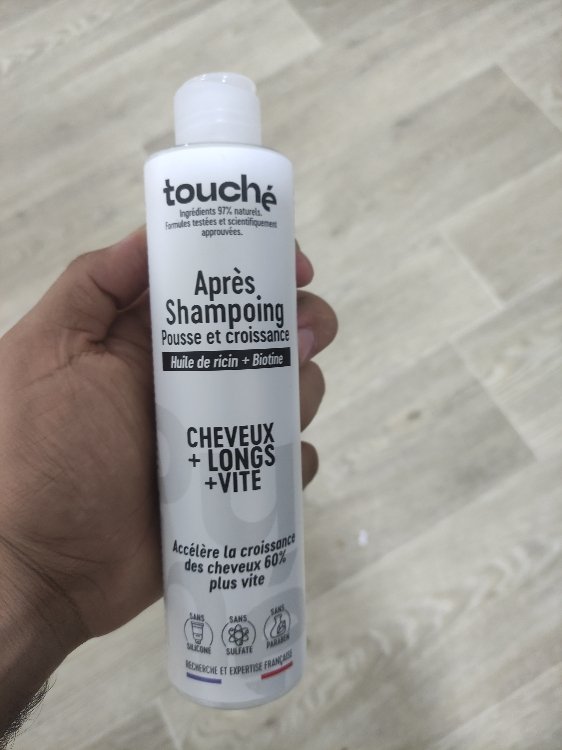 touché
Ingrédients 97% naturels.
Formules testées et scientifiquement
approuvées.
Après
Shampoing
Pousse et croissance
Huile de ricin + Biotine
CHEVEUX
+ LONGS
+VITE
Accélère la croissance
des cheveux 60%
plus vite
SANS
SILICONE
SANS
SULFATE
SANS
PARABEN
RECHERCHE ET EXPERTISE FRANÇAISE